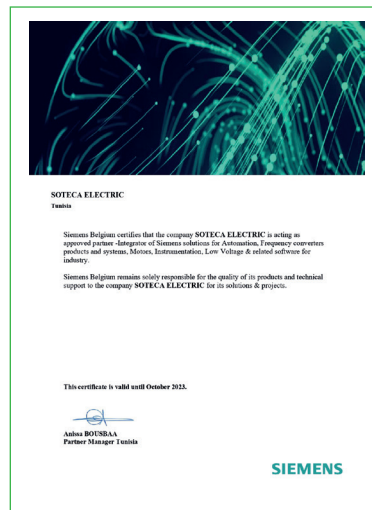 SOTECA ELECTRIC
Tunisia
Siemens Belgium certifies that the company SOTECA ELECTRIC is acting as
approved partner -Integrator of Siemens solutions for Automation, Frequency converters
products and systems, Motors, Instrumentation, Low Voltage & related software for
industry.
Siemens Belgium remains solely responsible for the quality of its products and technical
support to the company SOTECA ELECTRIC for its solutions & projects.
This certificate is valid until October 2023.
Anissa BOUSBAA
Partner Manager Tunisia
SIEMENS